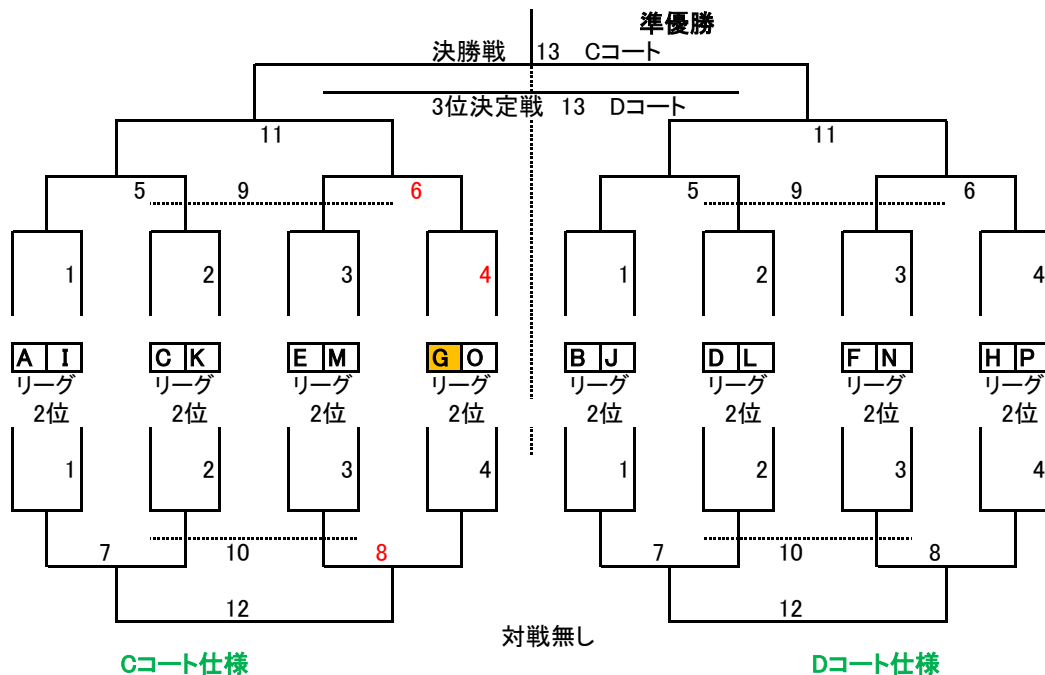 準優勝
決勝戦 13 Cコート
3位決定戦 13 Dコート
11 11
5 9 6 5 9 6
1 2 3 4 1 2 3 4
A I C K E M G O B J D L F N H P
リーグ リーグ リーグ リーグ リーグ リーグ リーグ リーグ
2位 2位 2位 2位 2位 2位 2位 2位
1 2 3 4 1 2 3 4
7 10 8 7 10 8
12 12
対戦無し
Cコート仕様 Dコート仕様